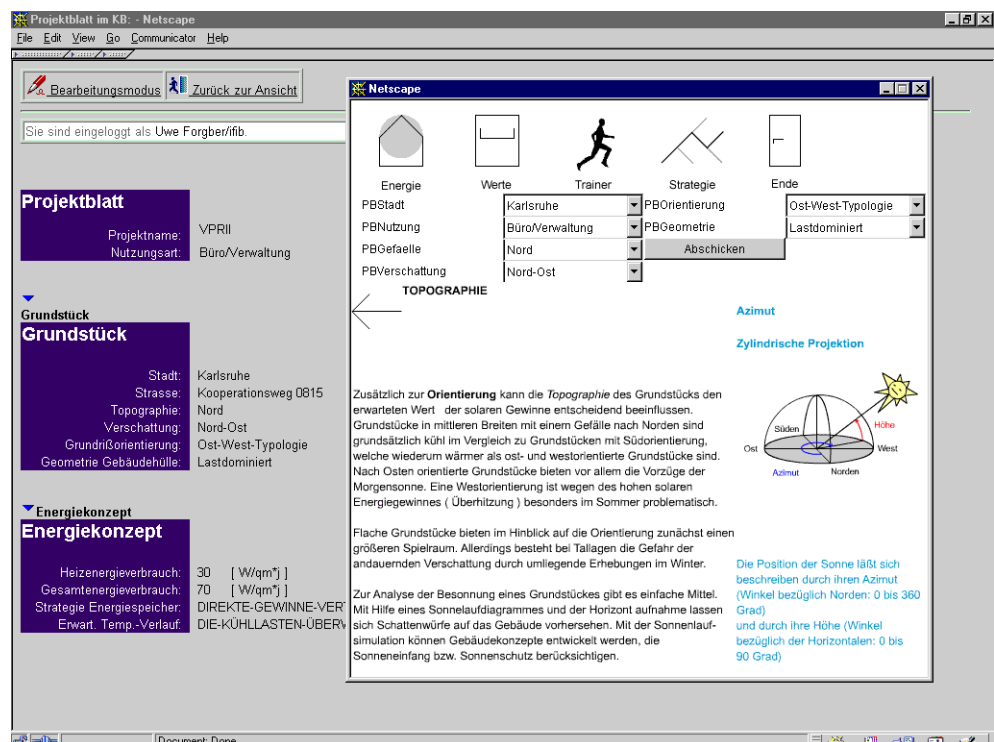 Projektblatt im KB: - Netscape
File Edit View Go Communicator Help
Bearbeitungsmodus Zurück zur Ansicht
Sie sind eingeloggt als Uwe Forgber/ifib.
Projektblatt
Projektname: VPRII
Nutzungsart: Büro/Verwaltung
Grundstück
Grundstück
Stadt: Karlsruhe
Strasse: Kooperationsweg 0815
Topographie: Nord
Verschattung: Nord-Ost
Grundrißorientierung: Ost-West-Typologie
Geometrie Gebäudehülle: Lastdominiert
Energiekonzept
Energiekonzept
Heizenergieverbrauch: 30 [ W/qm*j ]
Gesamtenergieverbrauch: 70 [ W/qm*j ]
Strategie Energiespeicher: DIREKTE-GEWINNE-VER
Erwart. Temp.-Verlauf: DIE-KÜHLLASTEN-ÜBERW
Netscape
Energie Werte Trainer Strategie Ende
PBStadt Karlsruhe PBOrientierung Ost-West-Typologie
PBNutzung Büro/Verwaltung PBGeometrie Lastdominiert
PBGefaelle Nord Abschicken
PBVerschattung Nord-Ost
TOPOGRAPHIE
Azimut
Zylindrische Projektion
Zusätzlich zur Orientierung kann die Topographie des Grundstücks den
erwarteten Wert der solaren Gewinne entscheidend beeinflussen.
Grundstücke in mittleren Breiten mit einem Gefälle nach Norden sind
grundsätzlich kühl im Vergleich zu Grundstücken mit Südorientierung,
welche wiederum wärmer als ost- und westorientierte Grundstücke sind.
Nach Osten orientierte Grundstücke bieten vor allem die Vorzüge der
Morgensonne. Eine Westorientierung ist wegen des hohen solaren
Energiegewinnes ( Überhitzung ) besonders im Sommer problematisch.
Flache Grundstücke bieten im Hinblick auf die Orientierung zunächst einen
größeren Spielraum. Allerdings besteht bei Tallagen die Gefahr der
andauernden Verschattung durch umliegende Erhebungen im Winter.
Zur Analyse der Besonnung eines Grundstückes gibt es einfache Mittel.
Mit Hilfe eines Sonnelaufdiagrammes und der Horizont aufnahme lassen
sich Schattenwürfe auf das Gebäude vorhersehen. Mit der Sonnenlauf-
simulation können Gebäudekonzepte entwickelt werden, die
Sonneneinfang bzw. Sonnenschutz berücksichtigen.
Süden Höhe
Ost West
Azimut Norden
Die Position der Sonne läßt sich
beschreiben durch ihren Azimut
(Winkel bezüglich Norden: 0 bis 360
Grad)
und durch ihre Höhe (Winkel
bezüglich der Horizontalen: 0 bis
90 Grad)
Document: Done